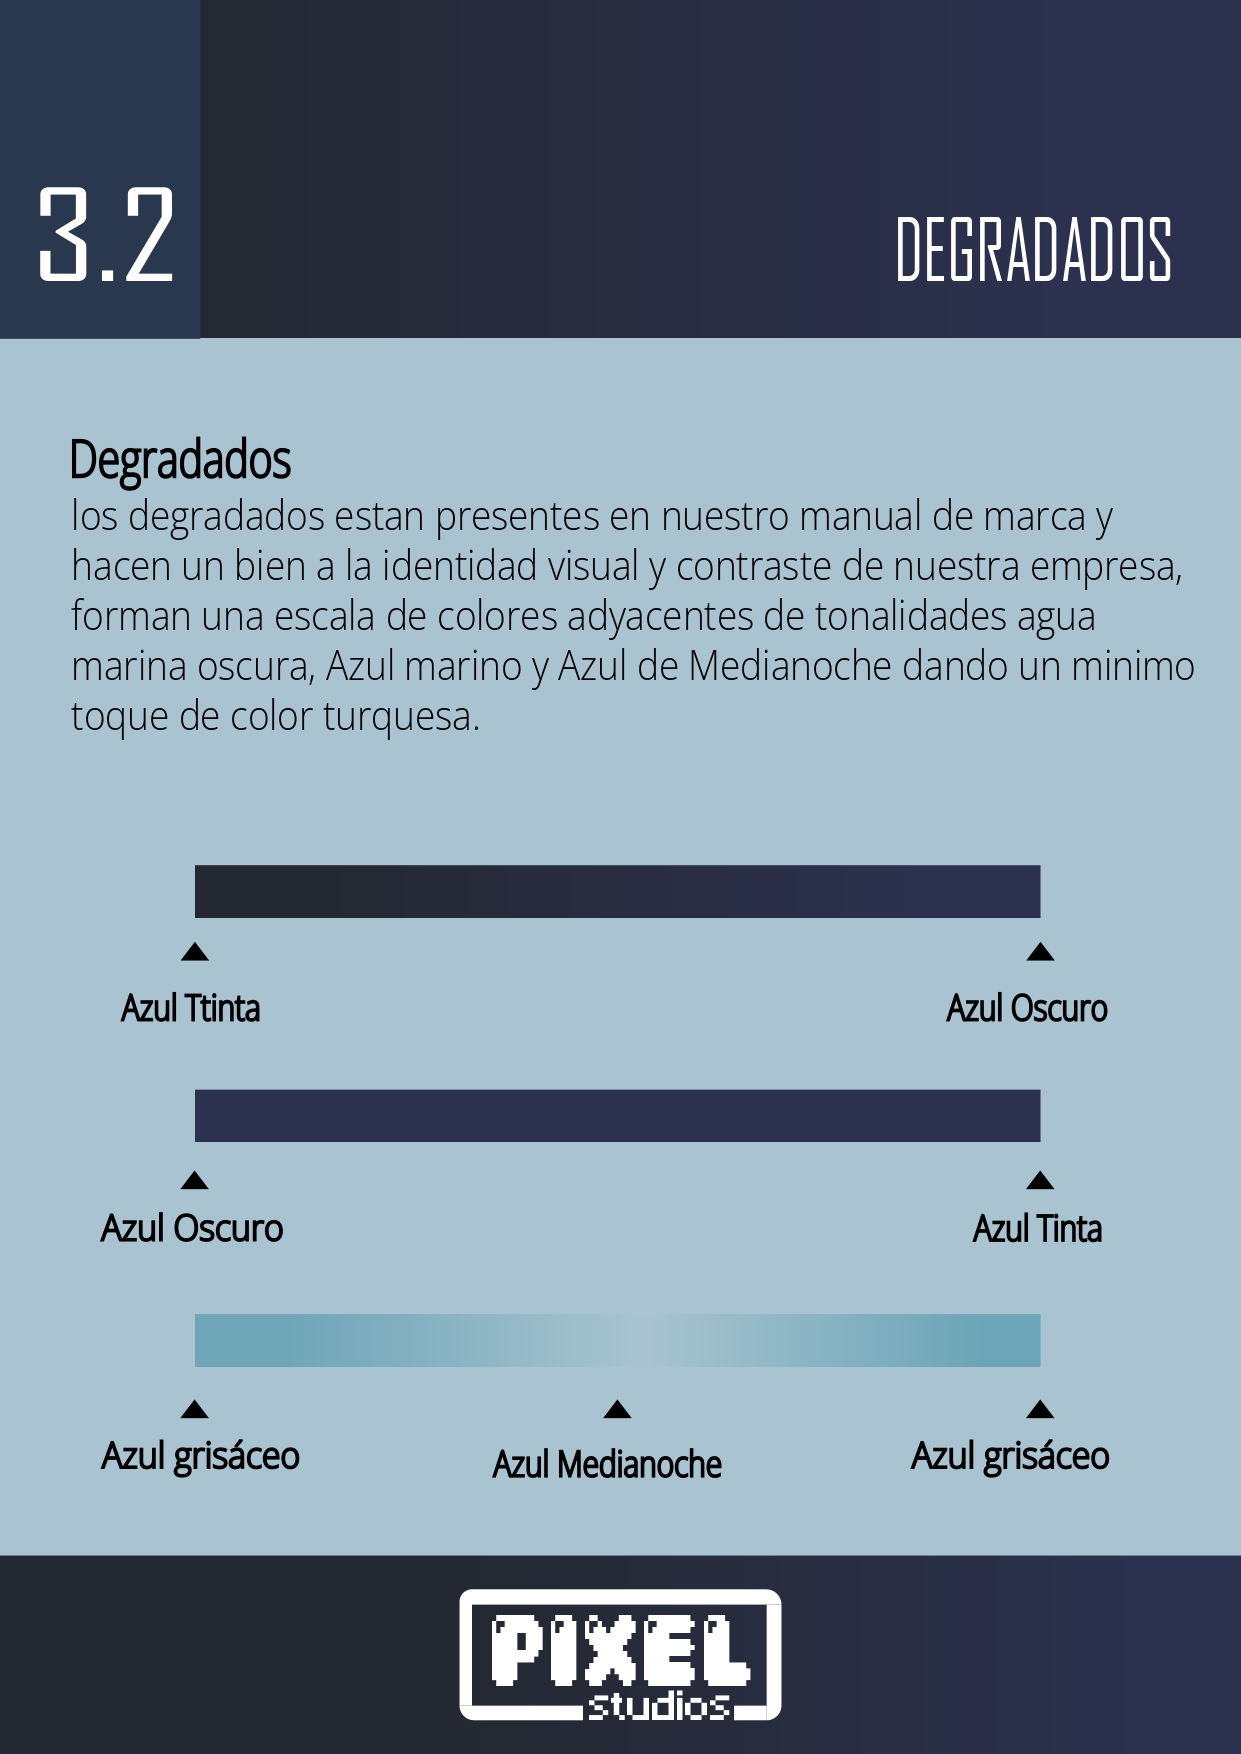 3.2
DEGRADADOS
Degradados
los degradados estan presentes en nuestro manual de marca y
hacen un bien a la identidad visual y contraste de nuestra empresa,
forman una escala de colores adyacentes de tonalidades agua
marina oscura, Azul marino y Azul de Medianoche dando un minimo
toque de color turquesa.
Azul Ttinta
Azul Oscuro
Azul Oscuro
Azul Tinta
Azul grisáceo
Azul Medianoche
Azul grisáceo
PIXEL
studios